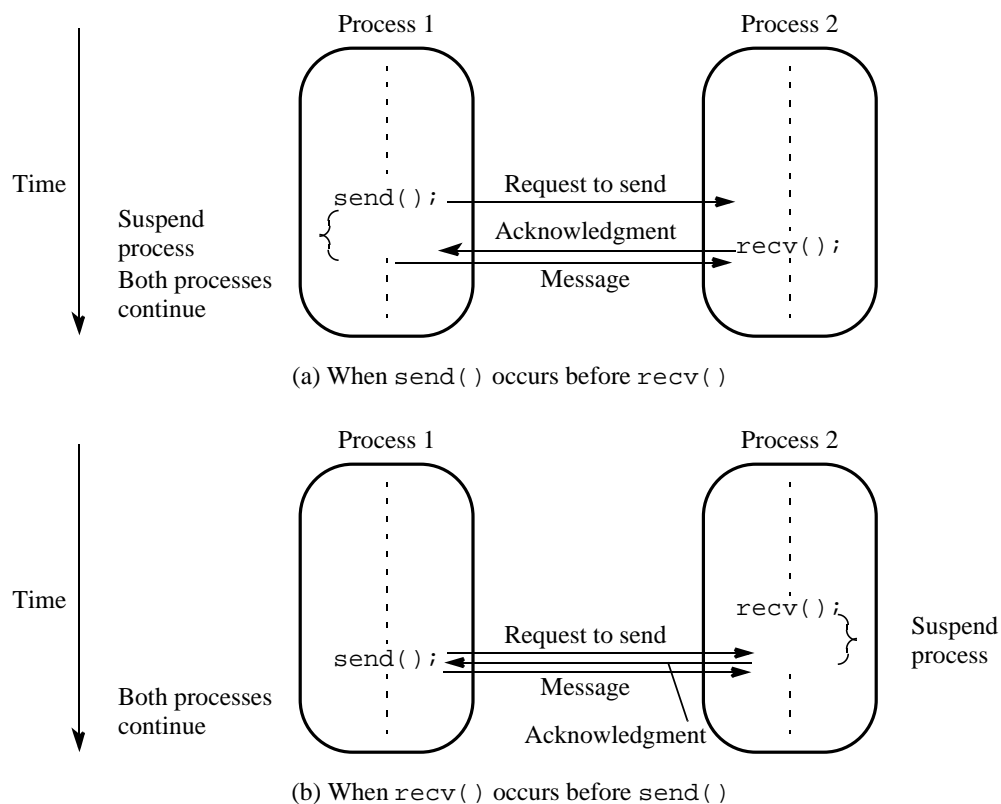 Process 1
Process 2
Time
send();
Request to send
Suspend
process
Acknowledgment
recv();
Both processes
continue
Message
(a) When send() occurs before recv()
Process 1
Process 2
Time
recv();
Request to send
Suspend
process
send();
Message
Both processes
continue
Acknowledgment
(b) When recv() occurs before send()